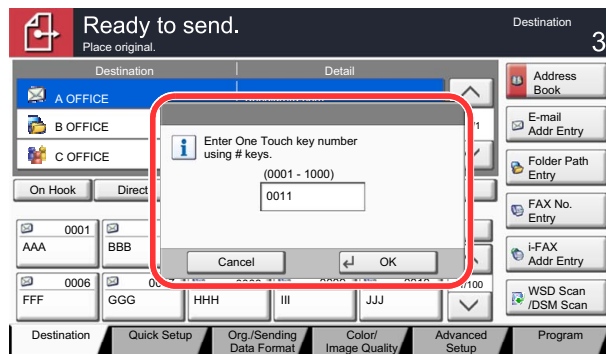 Ready to send.
Destination
3
Place original.
Destination
Detail
A OFFICE
B OFFICE
C OFFICE
Address
Book
E-mail
Addr Entry
Folder Path
Entry
FAX No.
Entry
i-FAX
Addr Entry
WSD Scan
/DSM Scan
Enter One Touch key number
using # keys.
(0001 - 1000)
0011
Cancel
OK
On Hook
Direct
0001
AAA
BBB
0006
FFF
GGG
HHH
III
JJJ
/100
Destination
Quick Setup
Org./Sending
Data Format
Color/
Image Quality
Advanced
Setup
Program